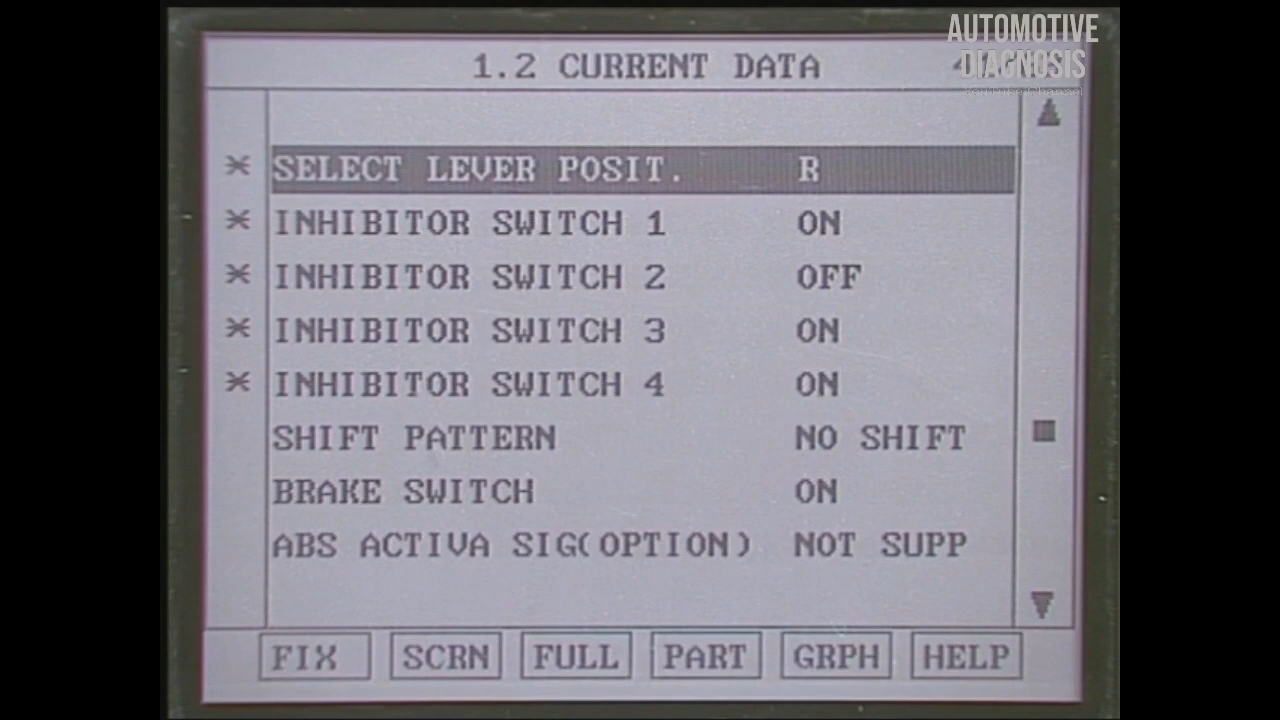 AUTOMOTIVE
DIAGNOSIS
YouTube Channel
1.2 CURRENT DATA
* SELECT LEVER POSIT. R
* INHIBITOR SWITCH 1 ON
* INHIBITOR SWITCH 2 OFF
* INHIBITOR SWITCH 3 ON
* INHIBITOR SWITCH 4 ON
SHIFT PATTERN NO SHIFT
BRAKE SWITCH ON
ABS ACTIVA SIG(OPTION) NOT SUPP
FIX SCRN FULL PART GRPH HELP